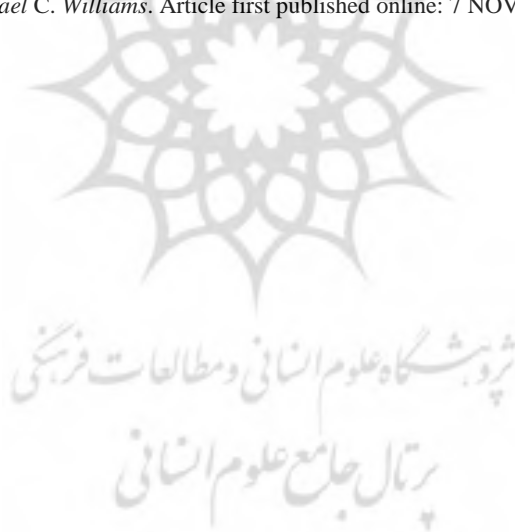 ael C. Williams. Article first published online: 7 NOV
پژوهشگاه علوم انسانی و مطالعات فرهنگی
پرتال جامع علوم انسانی